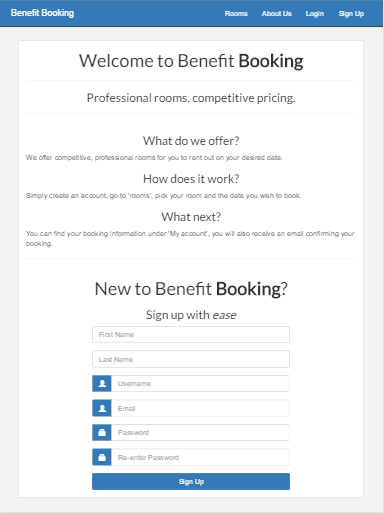 Benefit Booking Rooms About Us Login Sign Up
Welcome to Benefit Booking
Professional rooms, competitive pricing.
What do we offer?
We offer competitive, professional rooms for you to rent out on your desired date.
How does it work?
Simply create an account, go to 'rooms', pick your room and the date you wish to book.
What next?
You can find your booking information under 'My account', you will also receive an email confirming your
booking.
New to Benefit Booking?
Sign up with ease
First Name
Last Name
Username
Email
Password
Re-enter Password
Sign Up